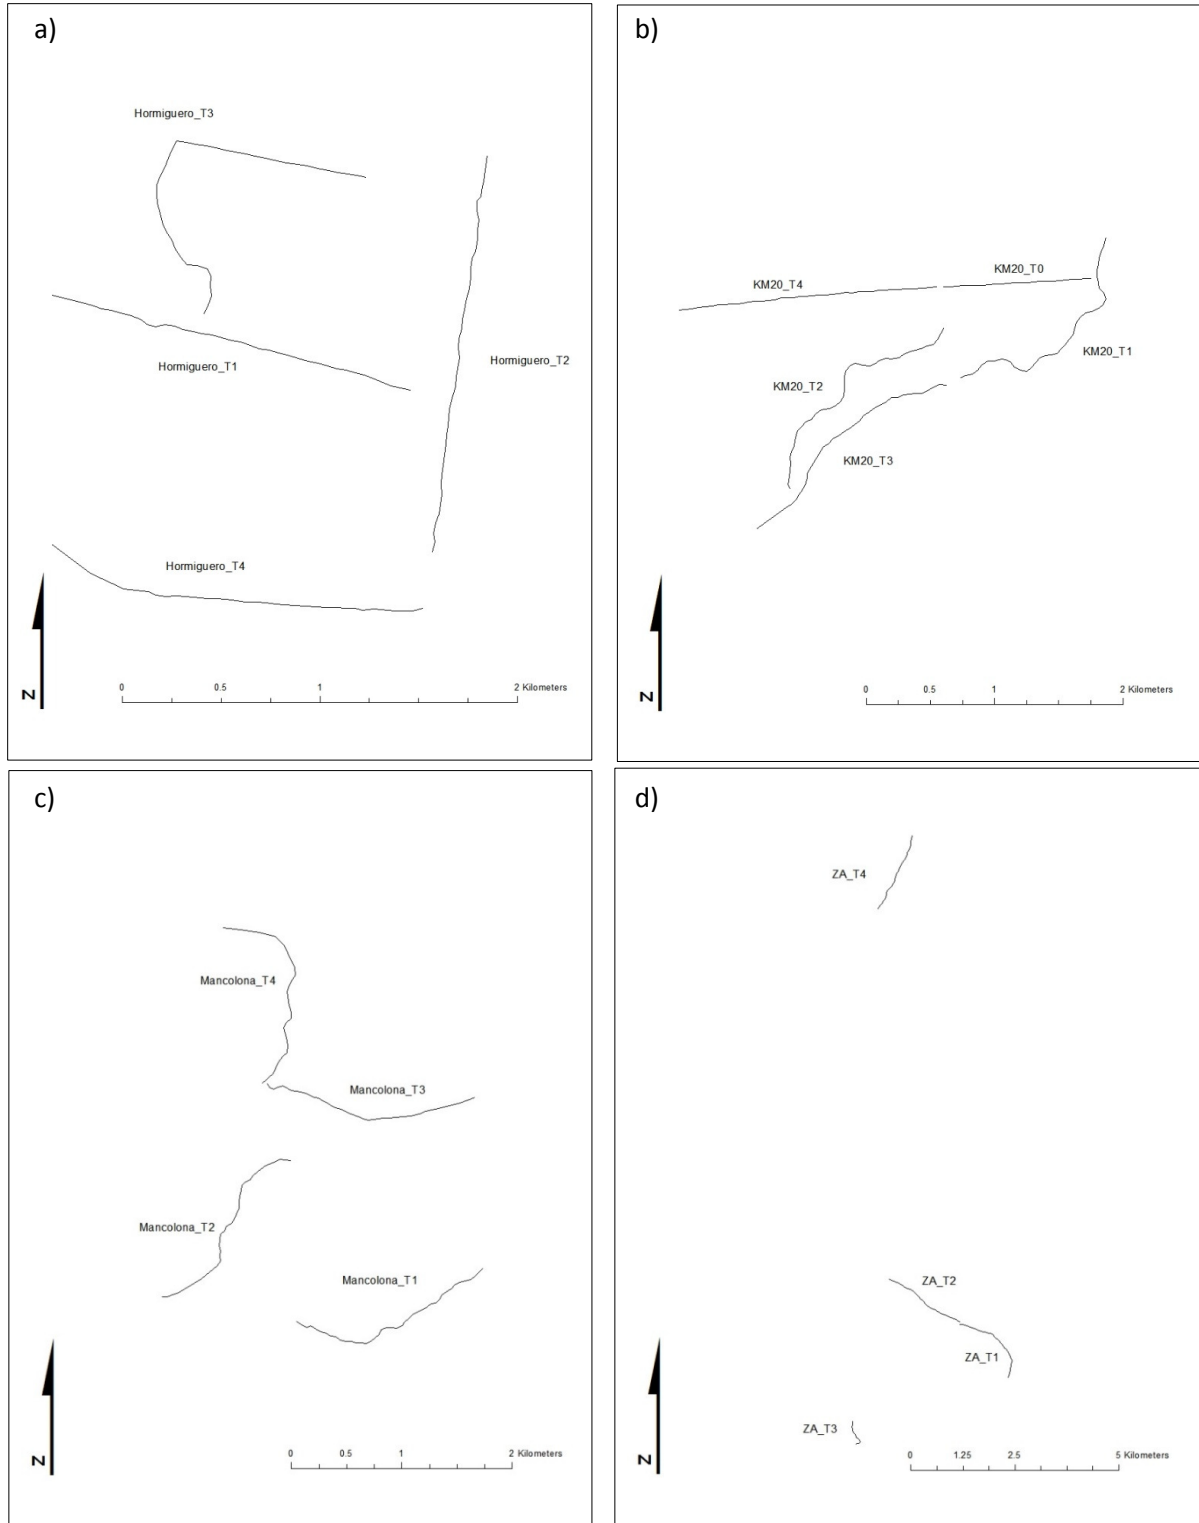 a)
Hormiguero_T3
Hormiguero_T1
Hormiguero_T2
Hormiguero_T4
N
0 0.5 1 2 Kilometers
b)
KM20_T4
KM20_T0
KM20_T1
KM20_T2
KM20_T3
N
0 0.5 1 2 Kilometers
c)
Mancolona_T4
Mancolona_T3
Mancolona_T2
Mancolona_T1
N
0 0.5 1 2 Kilometers
d)
ZA_T4
ZA_T2
ZA_T1
ZA_T3
N
0 1.25 2.5 5 Kilometers